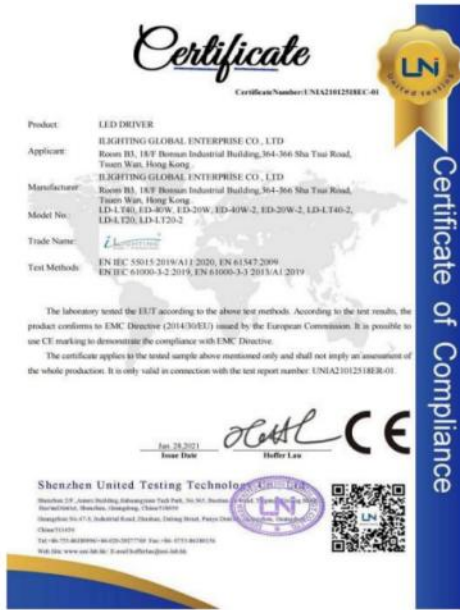 Certificate
Certificate Number:UNIA21012518EC-01
UN
united testing
Product: LED DRIVER
Applicant: ILIGHTING GLOBAL ENTERPRISE CO., LTD
Room B3, 18/F Bonsun Industrial Building,364-366 Sha Tsui Road,
Tsuen Wan, Hong Kong .
Manufacturer: ILIGHTING GLOBAL ENTERPRISE CO., LTD
Room B3, 18/F Bonsun Industrial Building,364-366 Sha Tsui Road,
Tsuen Wan, Hong Kong .
Model No.: LD-LT40, ED-40W, ED-20W, ED-40W-2, ED-20W-2, LD-LT40-2,
LD-LT20, LD-LT20-2
Trade Name: iLIGHTING
Test Methods: EN IEC 55015:2019/A11:2020, EN 61547:2009
EN IEC 61000-3-2:2019, EN 61000-3-3:2013/A1:2019
The laboratory tested the EUT according to the above test methods. According to the test results, the
product conforms to EMC Directive (2014/30/EU) issued by the European Commission. It is possible to
use CE marking to demonstrate the compliance with EMC Directive.
The certificate applies to the tested sample above mentioned only and shall not imply an assessment of
the whole production. It is only valid in connection with the test report number: UNIA21012518ER-01.
Jan. 28,2021
Issue Date
Hoffer Lau
CE
Shenzhen United Testing Technology Co., Ltd.
UN
Certificate of Compliance